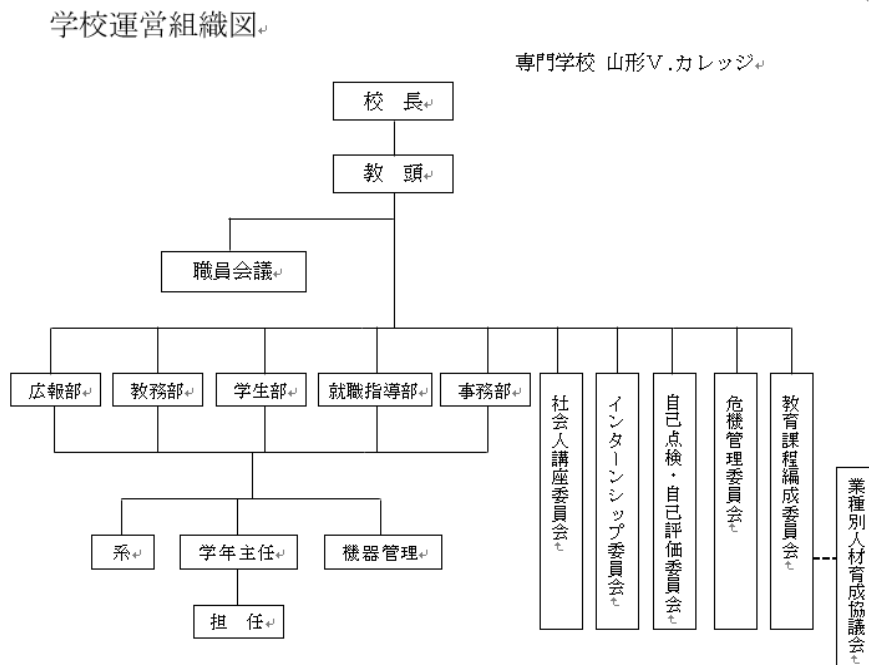 学校運営組織図
専門学校 山形V.カレッジ
校 長
教 頭
職員会議
広報部
教務部
学生部
就職指導部
事務部
社会人講座委員会
インターンシップ委員会
自己点検・自己評価委員会
危機管理委員会
教育課程編成委員会
業種別人材育成協議会
系
学年主任
機器管理
担 任